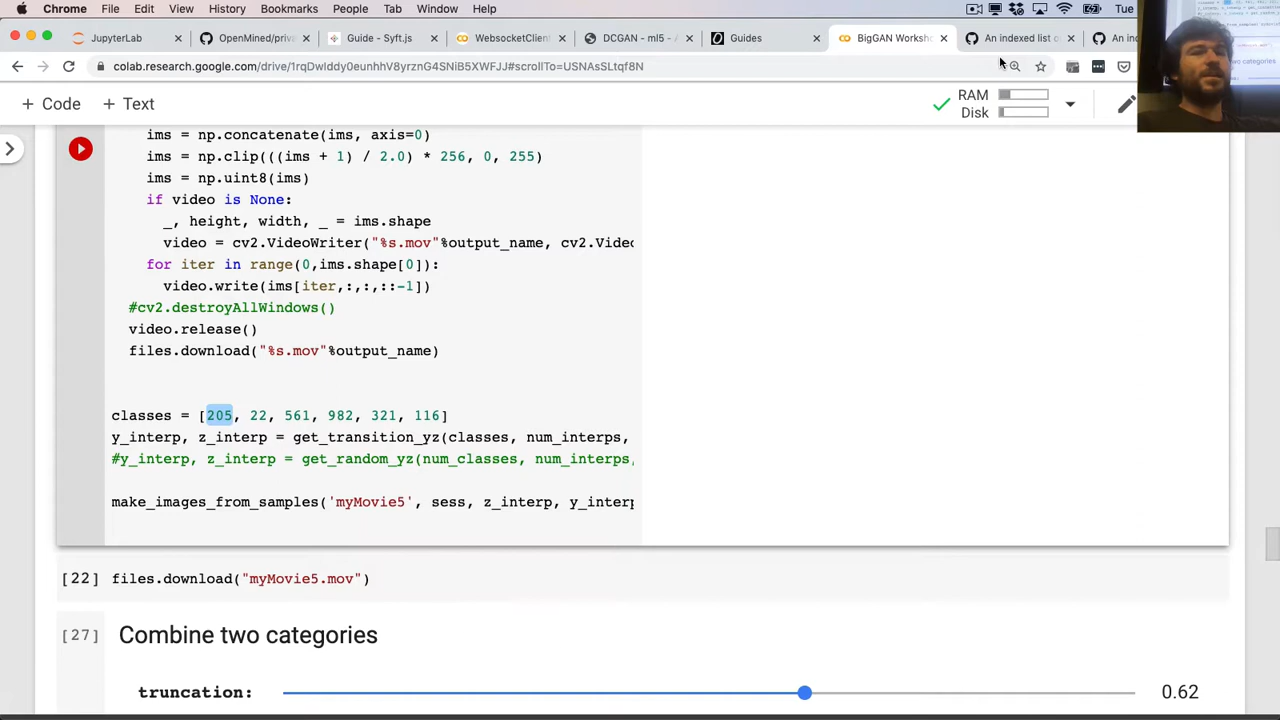 Chrome File Edit View History Bookmarks People Tab Window Help Tue
JupyterLab OpenMinec Guide - Syft.js Webso DCGAN - ml5 Guides BigGAN Worksh An indexed list o An in
colab.research.google.com/drive/1rqDwlddy0eunhhV8yrznG4SNiB5XWFJJ#scrollTo=DLJSNAsSLtqf8N
+ Code + Text RAM Disk
ims = np.concatenate(ims, axis=0)
ims = np.clip(((ims + 1) / 2.0) * 256, 0, 255)
ims = np.uint8(ims)
if video is None:
_, height, width, _ = ims.shape
video = cv2.VideoWriter("%s.mov"%output_name, cv2.Video
for iter in range(0,ims.shape[0]):
video.write(ims[iter,:,:,::-1])
#cv2.destroyAllWindows()
video.release()
files.download("%s.mov"%output_name)
classes = [205, 22, 561, 982, 321, 116]
y_interp, z_interp = get_transition_yz(classes, num_interps,
#y_interp, z_interp = get_random_yz(num_classes, num_interps,
make_images_from_samples('myMovie5', sess, z_interp, y_interp
[22] files.download("myMovie5.mov")
[27] Combine two categories
truncation: 0.62